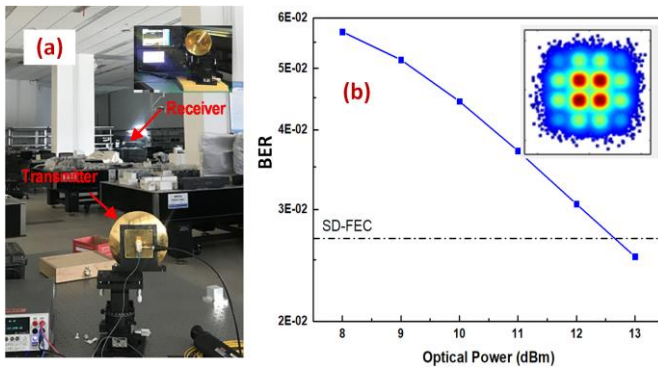 (a)
Receiver
Transmitter
(b)
6E-02
5E-02
4E-02
3E-02
2E-02
BER
SD-FEC
8 9 10 11 12 13
Optical Power (dBm)